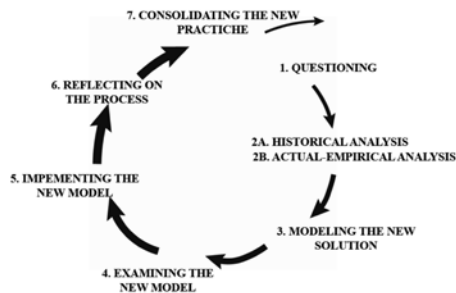 7. CONSOLIDATING THE NEW
PRACTICHE
1. QUESTIONING
2A. HISTORICAL ANALYSIS
2B. ACTUAL-EMPIRICAL ANALYSIS
3. MODELING THE NEW
SOLUTION
4. EXAMINING THE
NEW MODEL
5. IMPEMENTING THE
NEW MODEL
6. REFLECTING ON
THE PROCESS